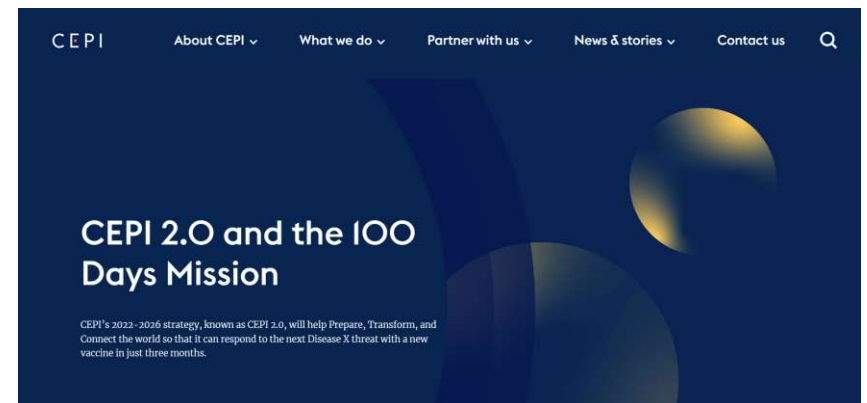 CEPI About CEPI What we do Partner with us News & stories Contact us
CEPI 2.0 and the 100
Days Mission
CEPI's 2022-2026 strategy, known as CEPI 2.0, will help Prepare, Transform, and
Connect the world so that it can respond to the next Disease X threat with a new
vaccine in just three months.